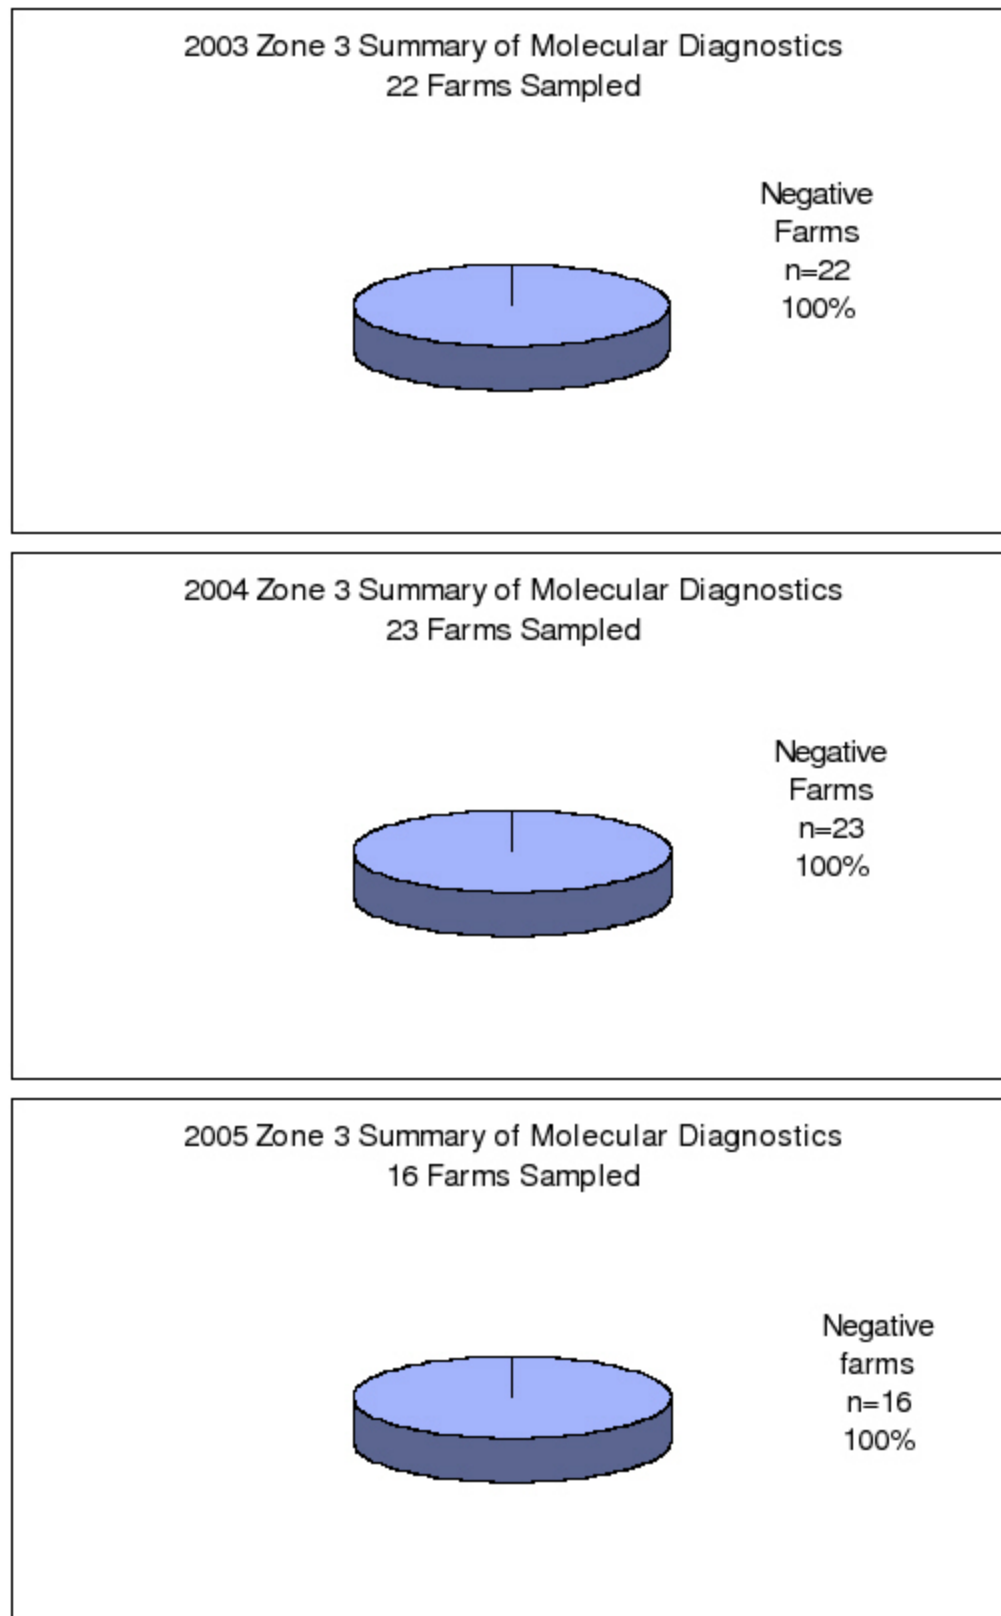 2003 Zone 3 Summary of Molecular Diagnostics
22 Farms Sampled
Negative
Farms
n=22
100%
2004 Zone 3 Summary of Molecular Diagnostics
23 Farms Sampled
Negative
Farms
n=23
100%
2005 Zone 3 Summary of Molecular Diagnostics
16 Farms Sampled
Negative
farms
n=16
100%